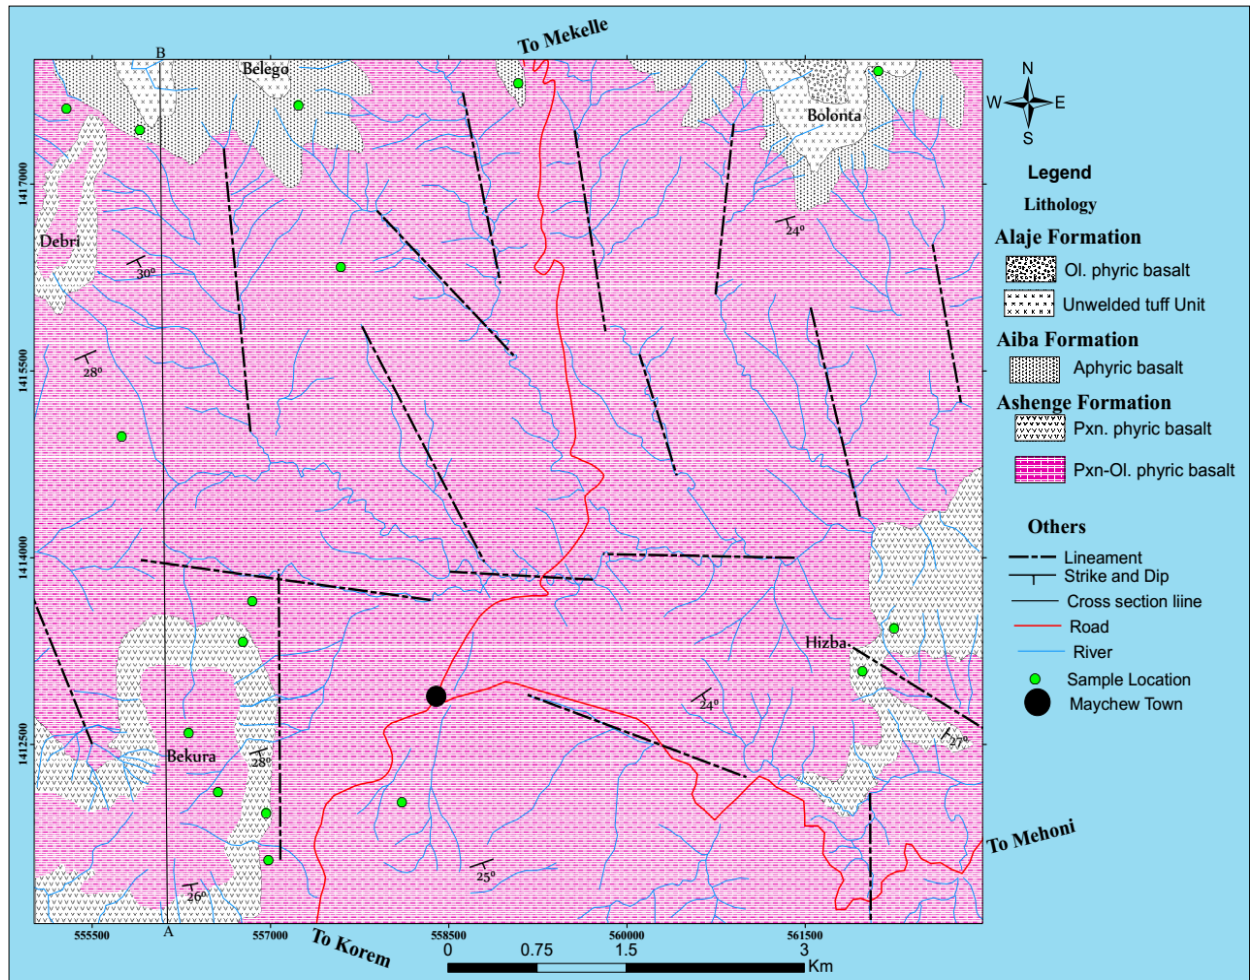 To Mekelle
B
Belego
Bolonta
N
W
E
S
1417000
Debri
30º
24º
28º
1415500
1414000
Hizba
24º
27º
1412500
Bekura
28º
25º
26º
A
To Mehoni
To Korem
555500
557000
558500
560000
561500
0
0.75
1.5
3
Km
Legend
Lithology
Alaje Formation
Ol. phyric basalt
Unwelded tuff Unit
Aiba Formation
Aphyric basalt
Ashenge Formation
Pxn. phyric basalt
Pxn-Ol. phyric basalt
Others
Lineament
Strike and Dip
Cross section liine
Road
River
Sample Location
Maychew Town